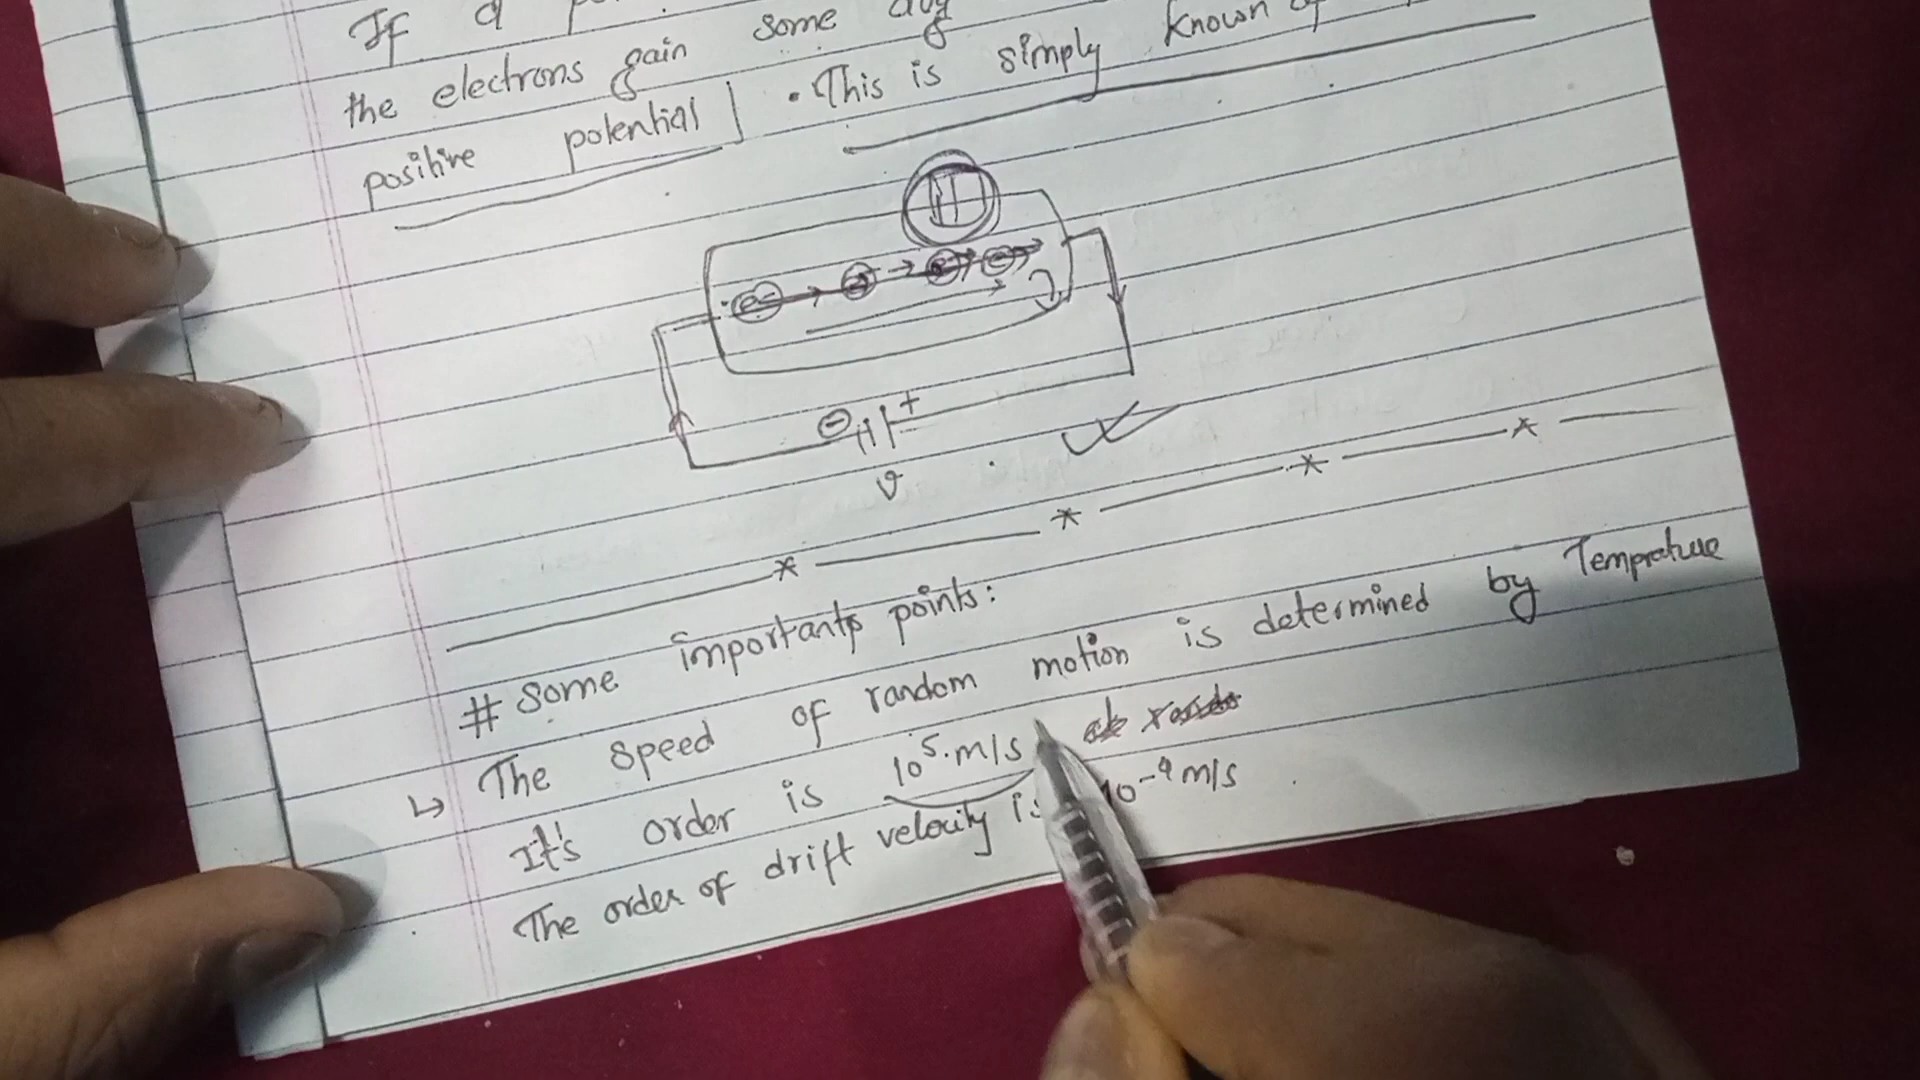 If a
the electrons gain some
positive potential]. This is simply known
e- e e e
- +
V
# Some importants points:
↳ The speed of random motion is determined by Temprature
It's order is 10⁵.m/s
The order of drift velocity is 10⁻⁴ m/s